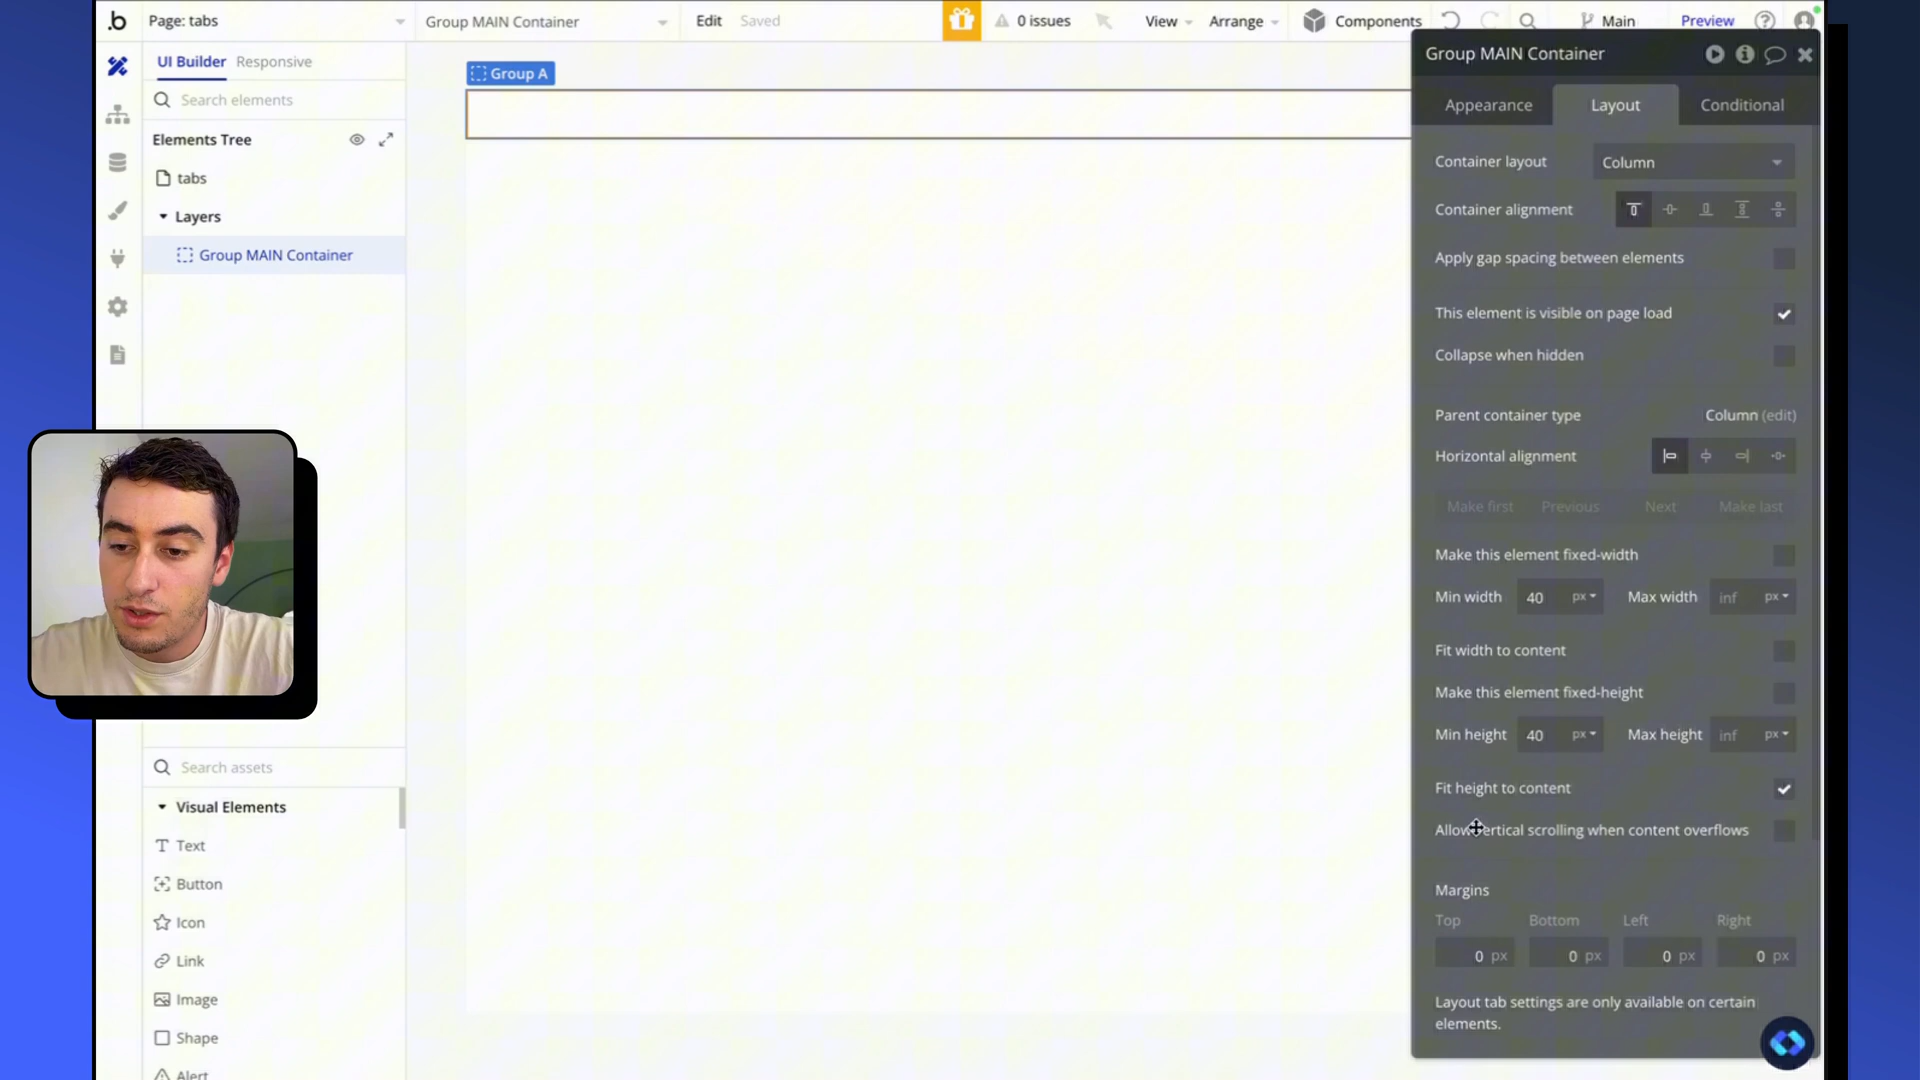 .b
Page: tabs
Group MAIN Container
Edit
Saved
0 issues
View
Arrange
Components
Main
Preview
UI Builder
Responsive
Search elements
Elements Tree
tabs
Layers
Group MAIN Container
Search assets
Visual Elements
Text
Button
Icon
Link
Image
Shape
Alert
Group A
Group MAIN Container
Appearance
Layout
Conditional
Container layout
Column
Container alignment
Apply gap spacing between elements
This element is visible on page load
Collapse when hidden
Parent container type
Column (edit)
Horizontal alignment
Make first
Previous
Next
Make last
Make this element fixed-width
Min width 40 px
Max width inf px
Fit width to content
Make this element fixed-height
Min height 40 px
Max height inf px
Fit height to content
Allow vertical scrolling when content overflows
Margins
Top Bottom Left Right
0 px 0 px 0 px 0 px
Layout tab settings are only available on certain
elements.